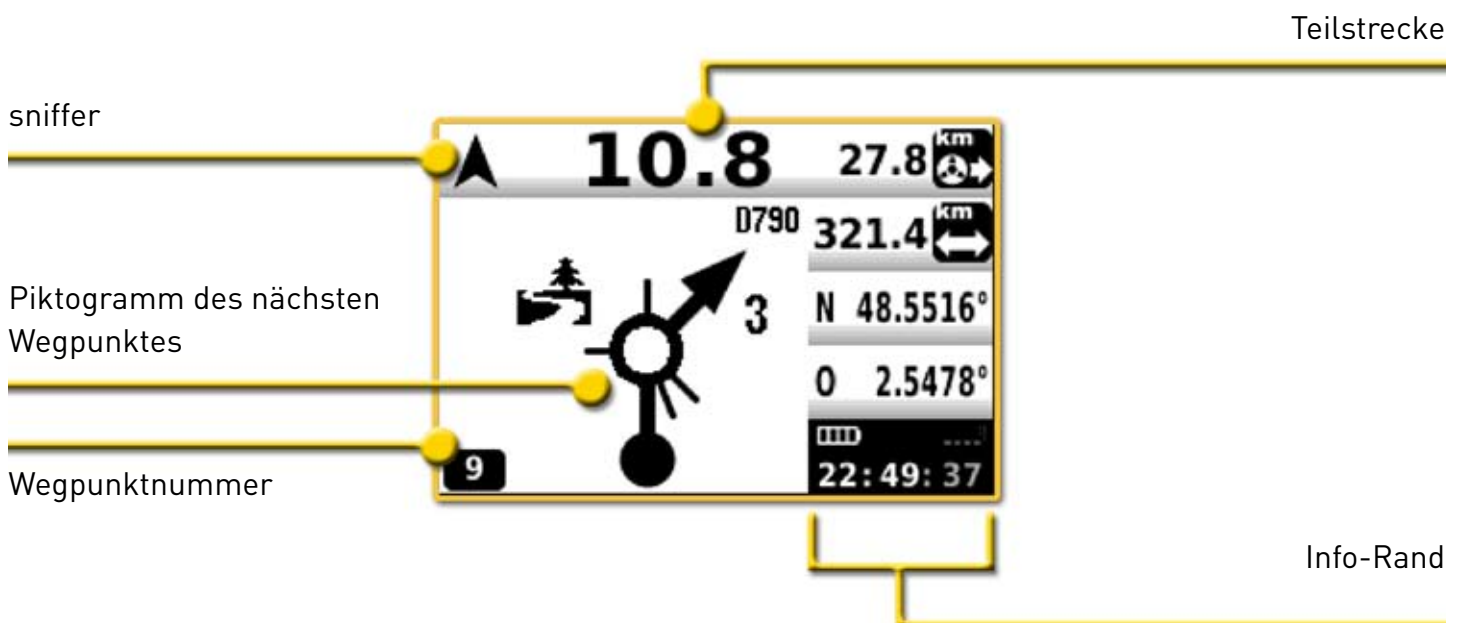 Teilstrecke
sniffer
10.8
27.8 km
D790
321.4 km
3
N 48.5516°
O 2.5478°
Piktogramm des nächsten
Wegpunktes
9
22:49:37
Wegpunktnummer
Info-Rand